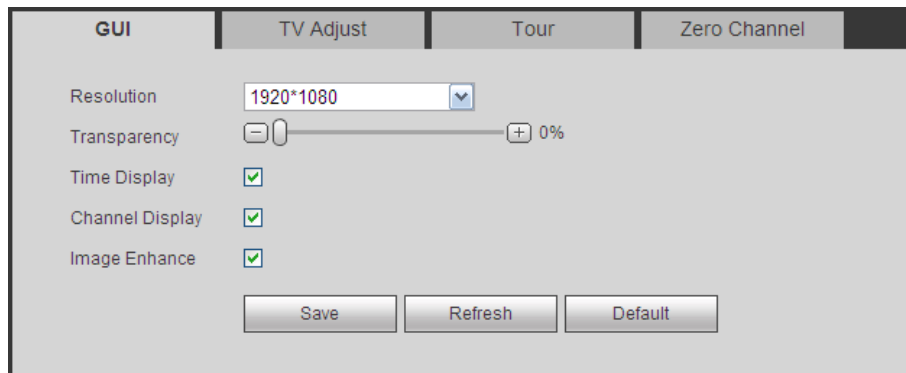 GUI TV Adjust Tour Zero Channel
Resolution 1920*1080
Transparency 0%
Time Display
Channel Display
Image Enhance
Save Refresh Default